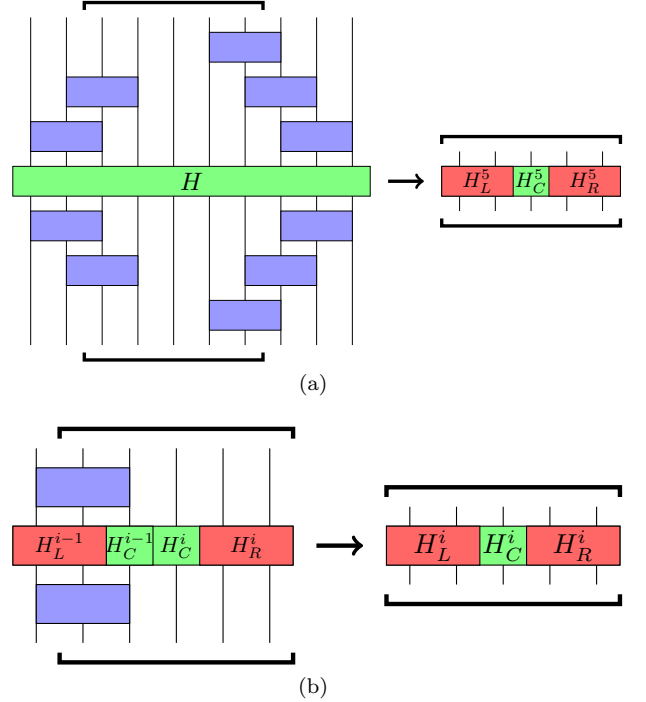 H
H_L^5 H_C^5 H_R^5
(a)
H_L^{i-1} H_C^{i-1} H_C^i H_R^i
H_L^i H_C^i H_R^i
(b)